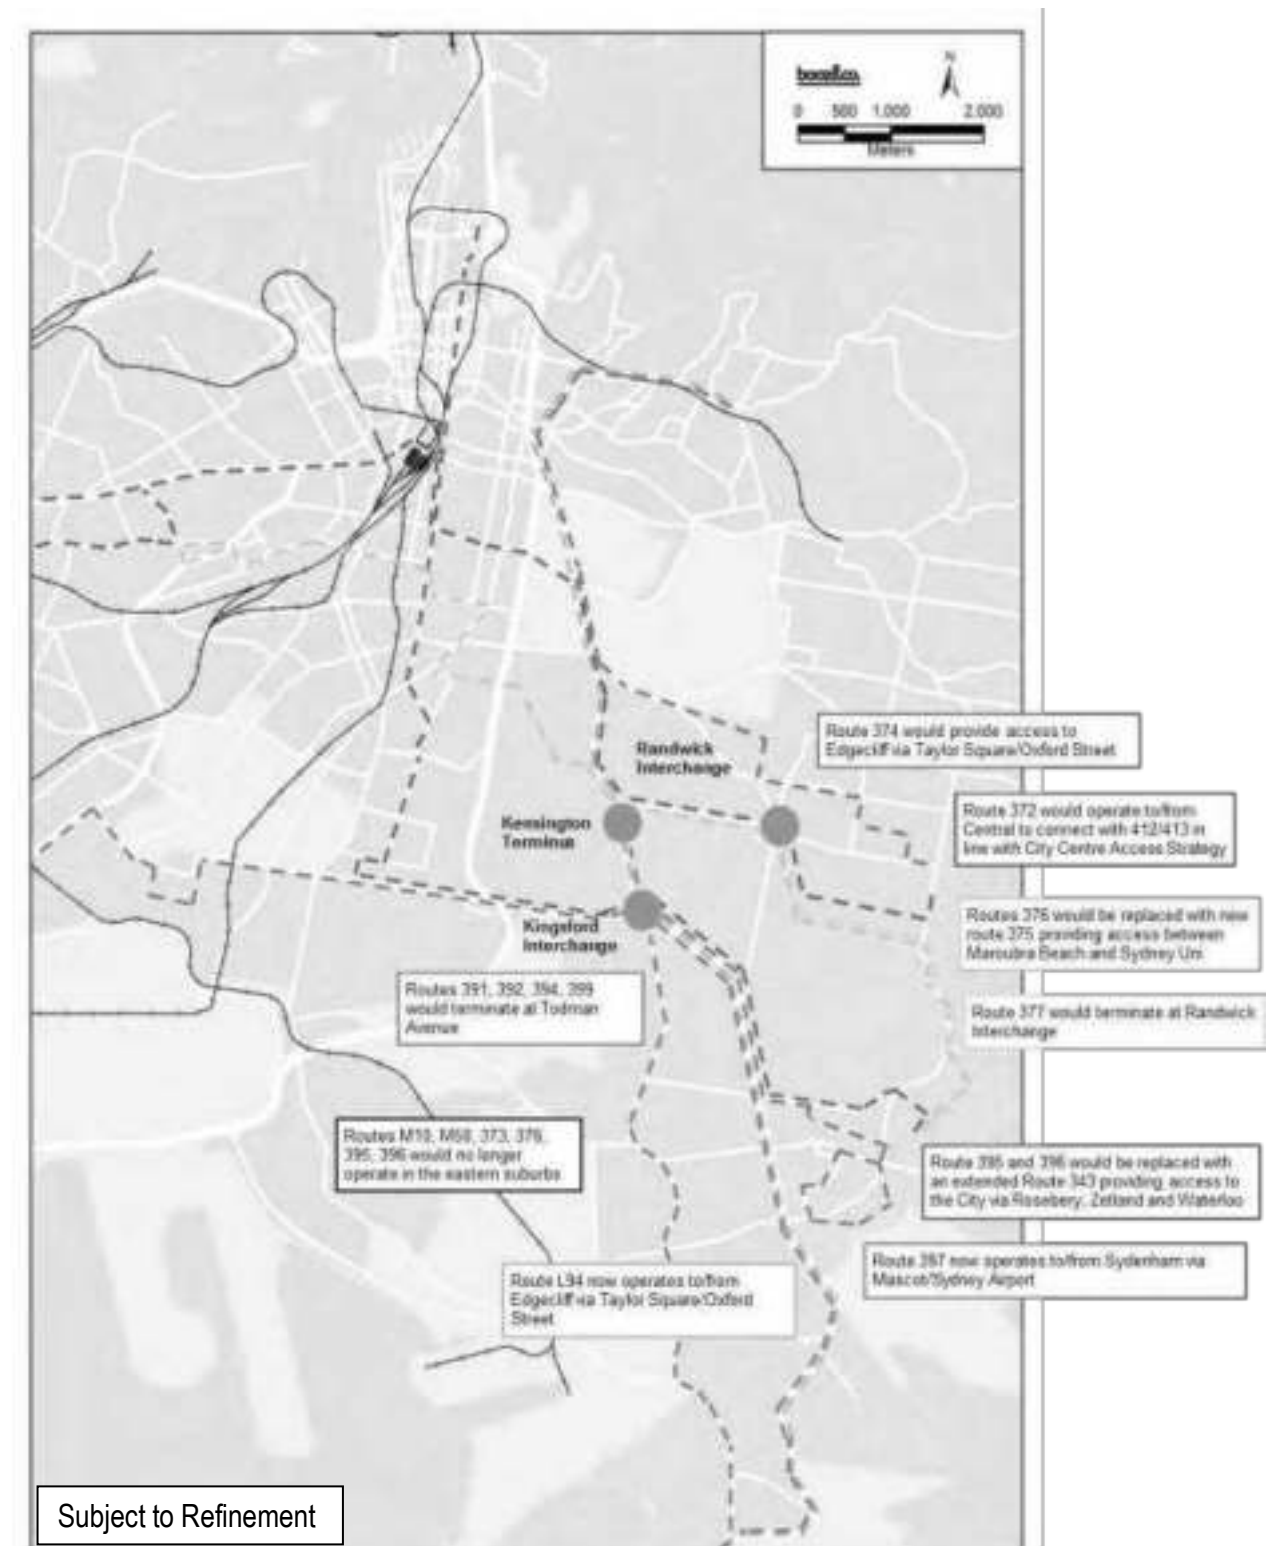 booz&co.
N
0 500 1.000 2.000
Meters
Route 374 would provide access to
Edgecliff via Taylor Square/Oxford Street
Randwick
Interchange
Route 372 would operate to/from
Central to connect with 412/413 in
line with City Centre Access Strategy
Kensington
Terminus
Routes 376 would be replaced with new
route 375 providing access between
Maroubra Beach and Sydney Uni
Kingsford
Interchange
Routes 391, 392, 394, 399
would terminate at Todman
Avenue
Route 377 would terminate at Randwick
Interchange
Routes M10, M50, 373, 376,
395, 396 would no longer
operate in the eastern suburbs
Route 395 and 396 would be replaced with
an extended Route 343 providing access to
the City via Rosebery, Zetland and Waterloo
Route 397 now operates to/from Sydenham via
Mascot/Sydney Airport
Route L94 now operates to/from
Edgecliff via Taylor Square/Oxford
Street
Subject to Refinement